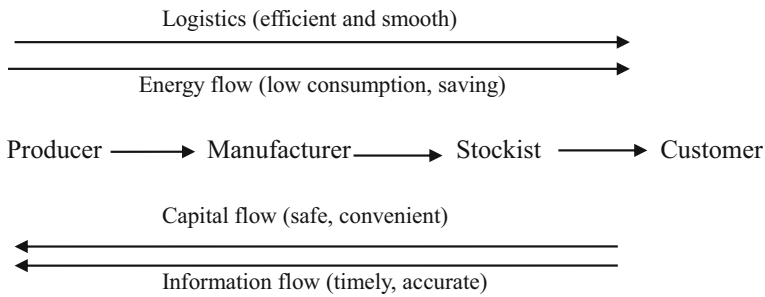 Logistics (efficient and smooth)
Energy flow (low consumption, saving)
Producer Manufacturer Stockist Customer
Capital flow (safe, convenient)
Information flow (timely, accurate)